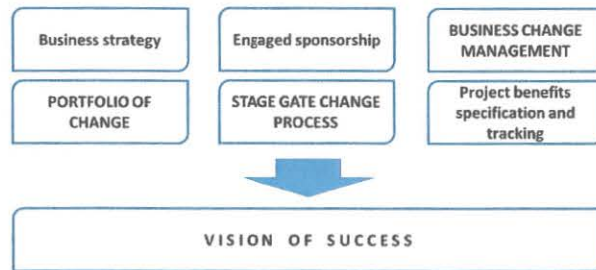 Business strategy
Engaged sponsorship
BUSINESS CHANGE
MANAGEMENT
PORTFOLIO OF
CHANGE
STAGE GATE CHANGE
PROCESS
Project benefits
specification and
tracking
VISION OF SUCCESS